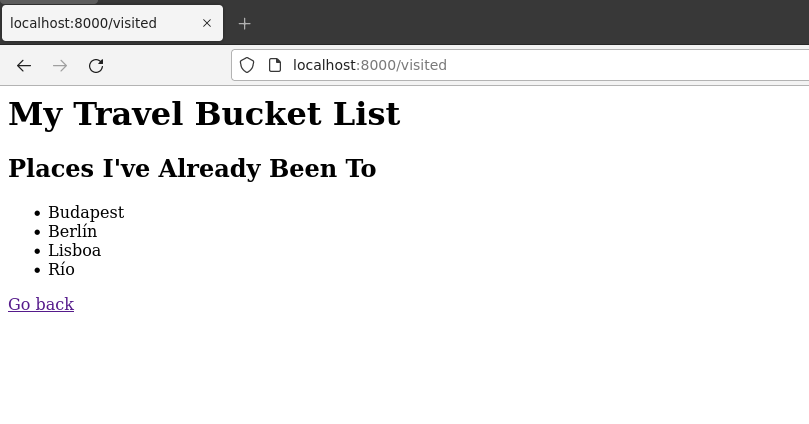 localhost:8000/visited
localhost:8000/visited
My Travel Bucket List
Places I've Already Been To
• Budapest
• Berlín
• Lisboa
• Río
Go back